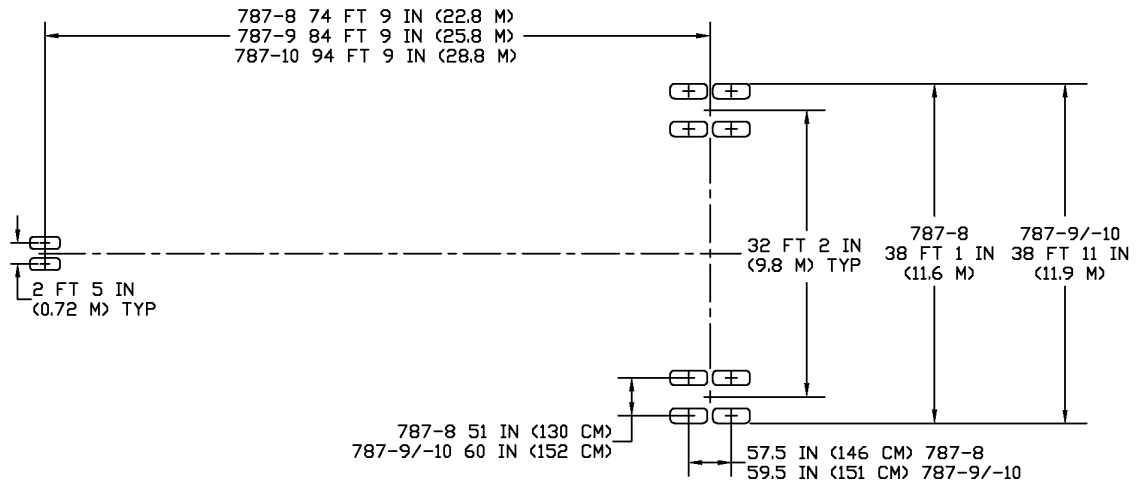 787-8 74 FT 9 IN (22.8 M)
787-9 84 FT 9 IN (25.8 M)
787-10 94 FT 9 IN (28.8 M)
2 FT 5 IN
(0.72 M) TYP
32 FT 2 IN
(9.8 M) TYP
787-8
38 FT 1 IN
(11.6 M)
787-9/-10
38 FT 11 IN
(11.9 M)
787-8 51 IN (130 CM)
787-9/-10 60 IN (152 CM)
57.5 IN (146 CM) 787-8
59.5 IN (151 CM) 787-9/-10